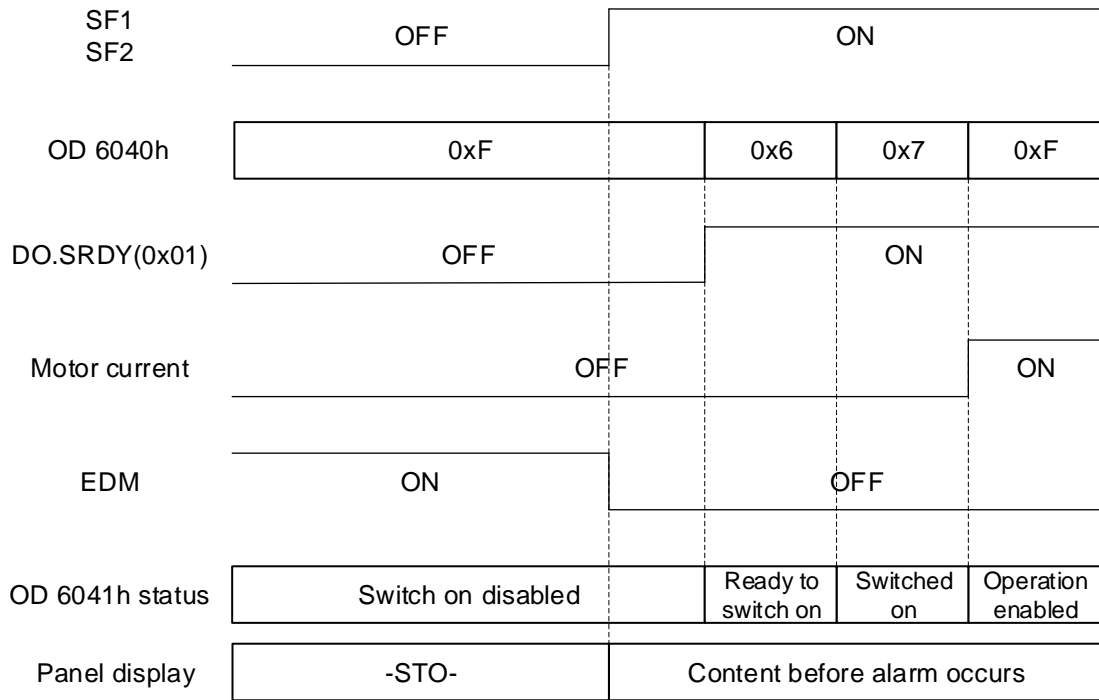 SF1
SF2
OFF
ON
OD 6040h
0xF
0x6
0x7
0xF
DO.SRDY(0x01)
OFF
ON
Motor current
OFF
ON
EDM
ON
OFF
OD 6041h status
Switch on disabled
Ready to
switch on
Switched
on
Operation
enabled
Panel display
-STO-
Content before alarm occurs